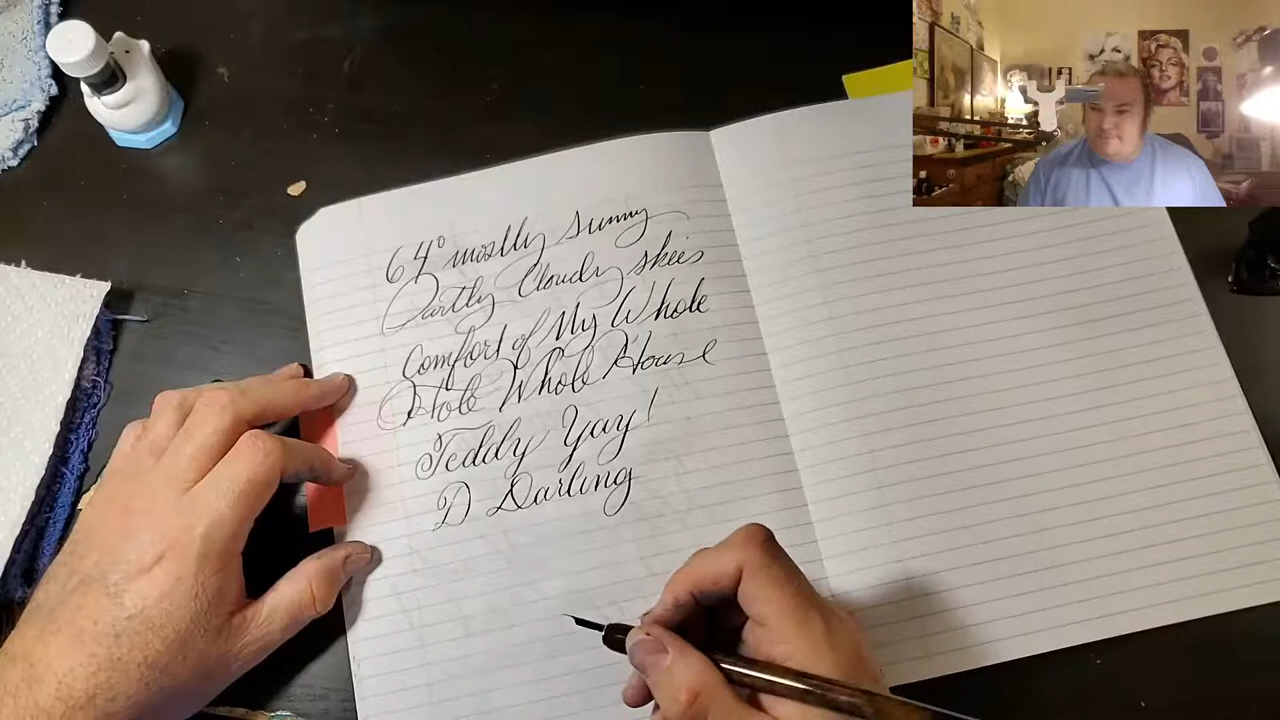 64° mostly sunny
Partly Cloudy skies
Comfort of My Whole
Hole Whole House
Teddy Yay!
D Darling